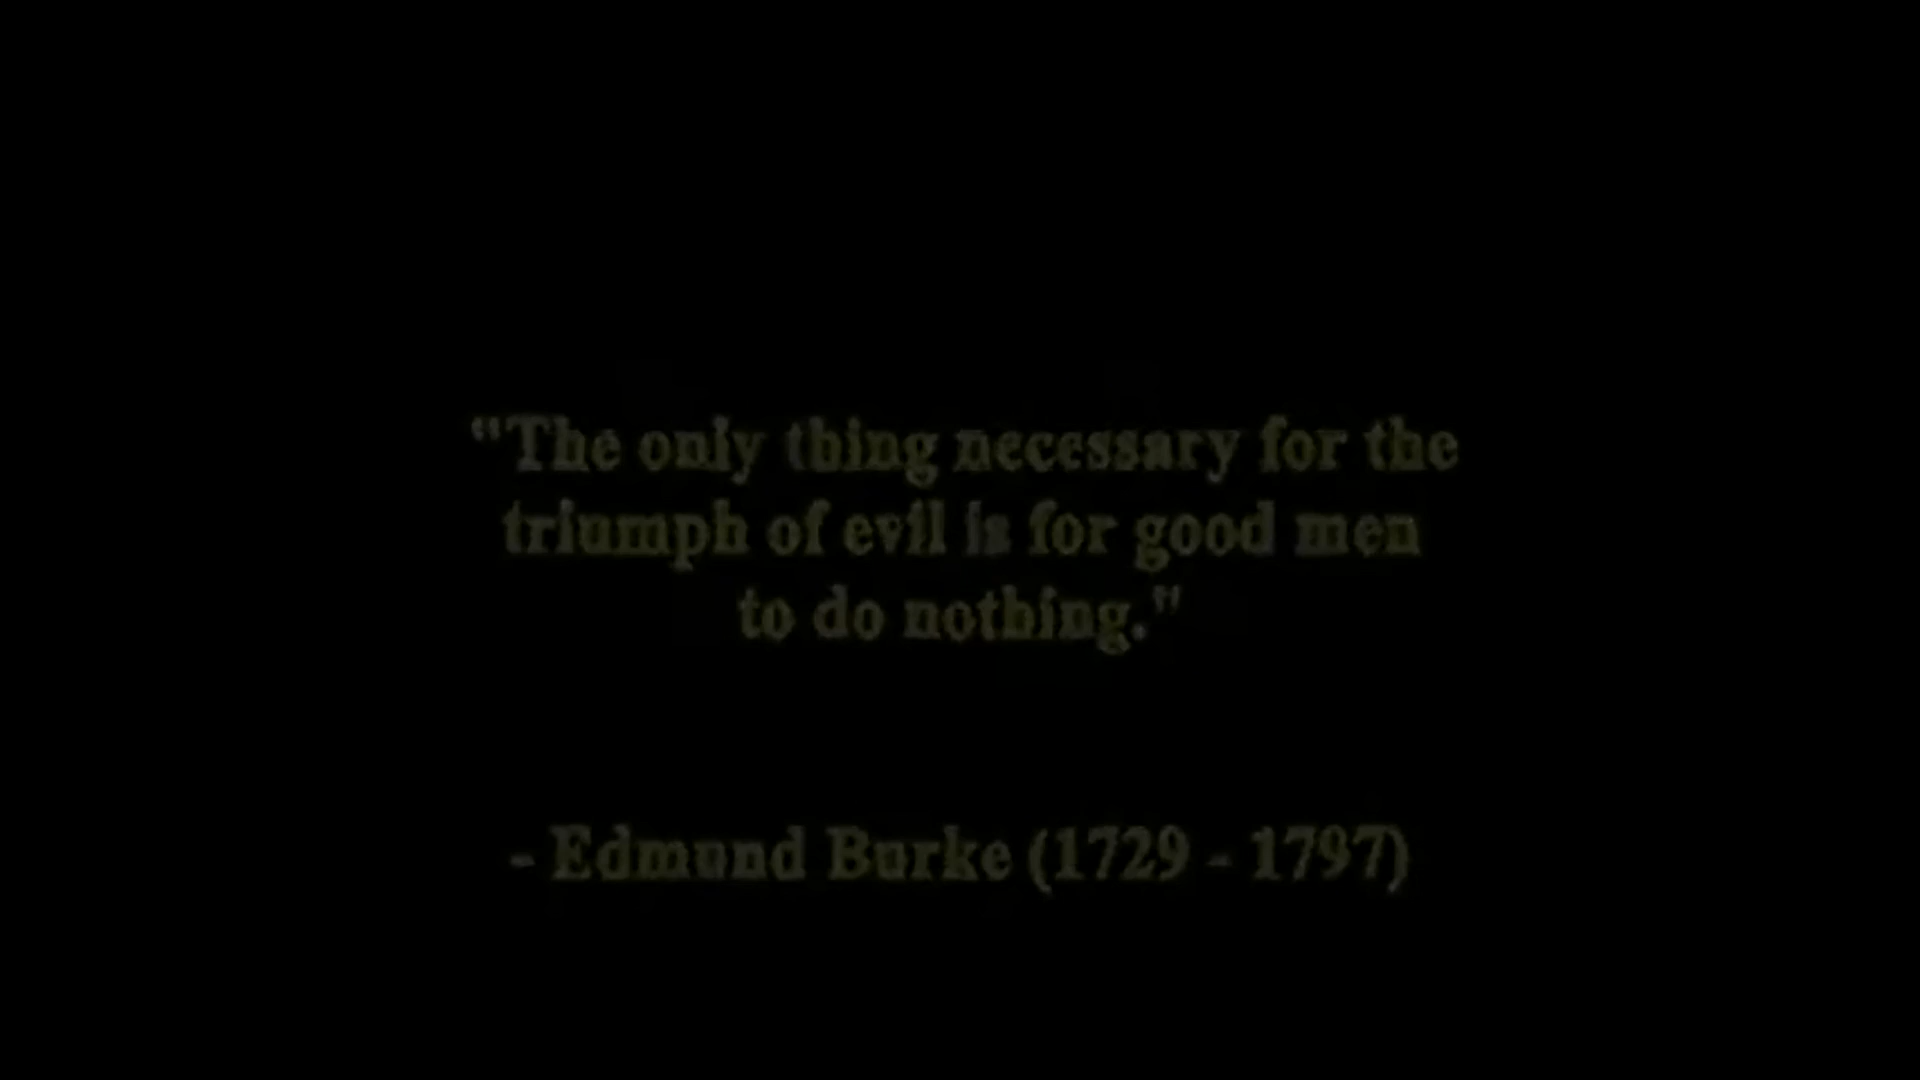 "The only thing necessary for the
triumph of evil is for good men
to do nothing."
- Edmund Burke (1729 - 1797)